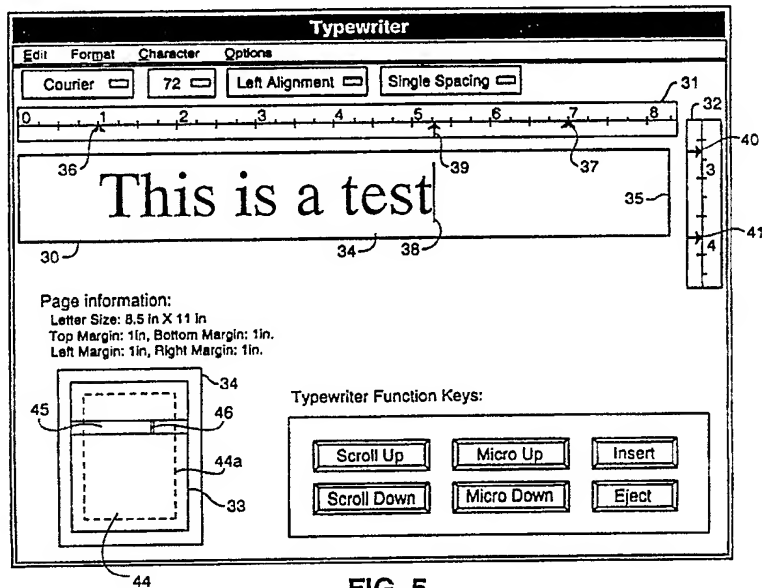 Typewriter
Edit Format Character Options
Courier 72 Left Alignment Single Spacing
31
0 1 2 3 4 5 6 7 8
32
36 39 37
40
3
This is a test
35
41
4
30 34 38
Page information:
Letter Size: 8.5 in X 11 in
Top Margin: 1in, Bottom Margin: 1in.
Left Margin: 1in, Right Margin: 1in.
34
45 46
44a
33
44
Typewriter Function Keys:
Scroll Up Micro Up Insert
Scroll Down Micro Down Eject
FIG. 5